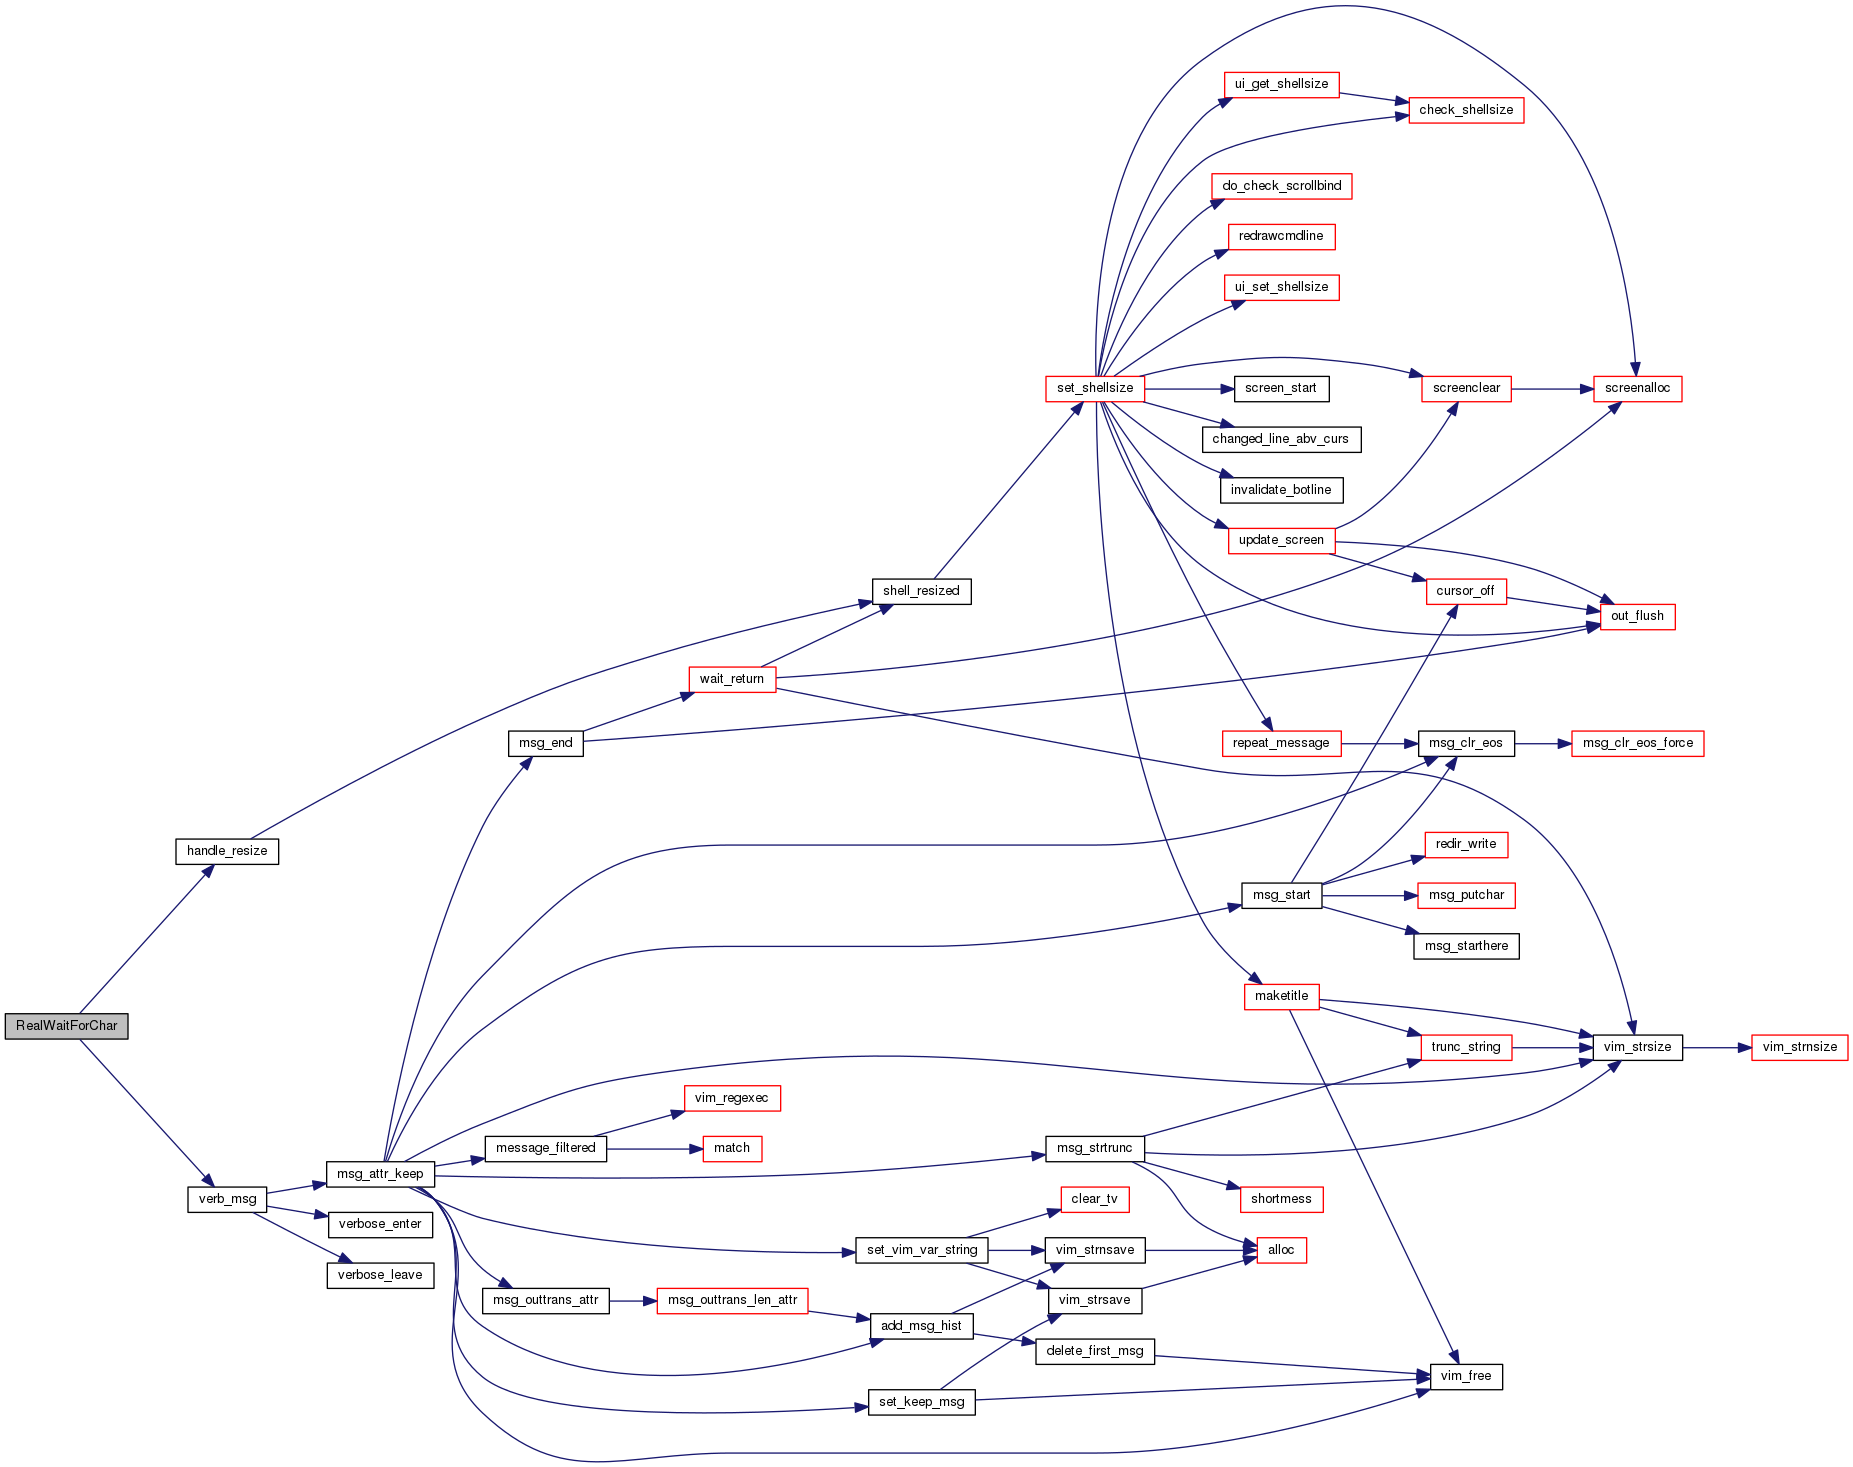 ui_get_shellsize
check_shellsize
do_check_scrollbind
redrawcmdline
ui_set_shellsize
set_shellsize
screen_start
screenclear
screenalloc
changed_line_abv_curs
invalidate_botline
update_screen
shell_resized
cursor_off
out_flush
wait_return
msg_end
repeat_message
msg_clr_eos
msg_clr_eos_force
handle_resize
redir_write
msg_start
msg_putchar
msg_starthere
maketitle
RealWaitForChar
trunc_string
vim_strsize
vim_strnsize
vim_regexec
message_filtered
match
msg_strtrunc
msg_attr_keep
verb_msg
clear_tv
shortmess
verbose_enter
set_vim_var_string
vim_strnsave
alloc
verbose_leave
msg_outtrans_attr
msg_outtrans_len_attr
vim_strsave
add_msg_hist
delete_first_msg
vim_free
set_keep_msg